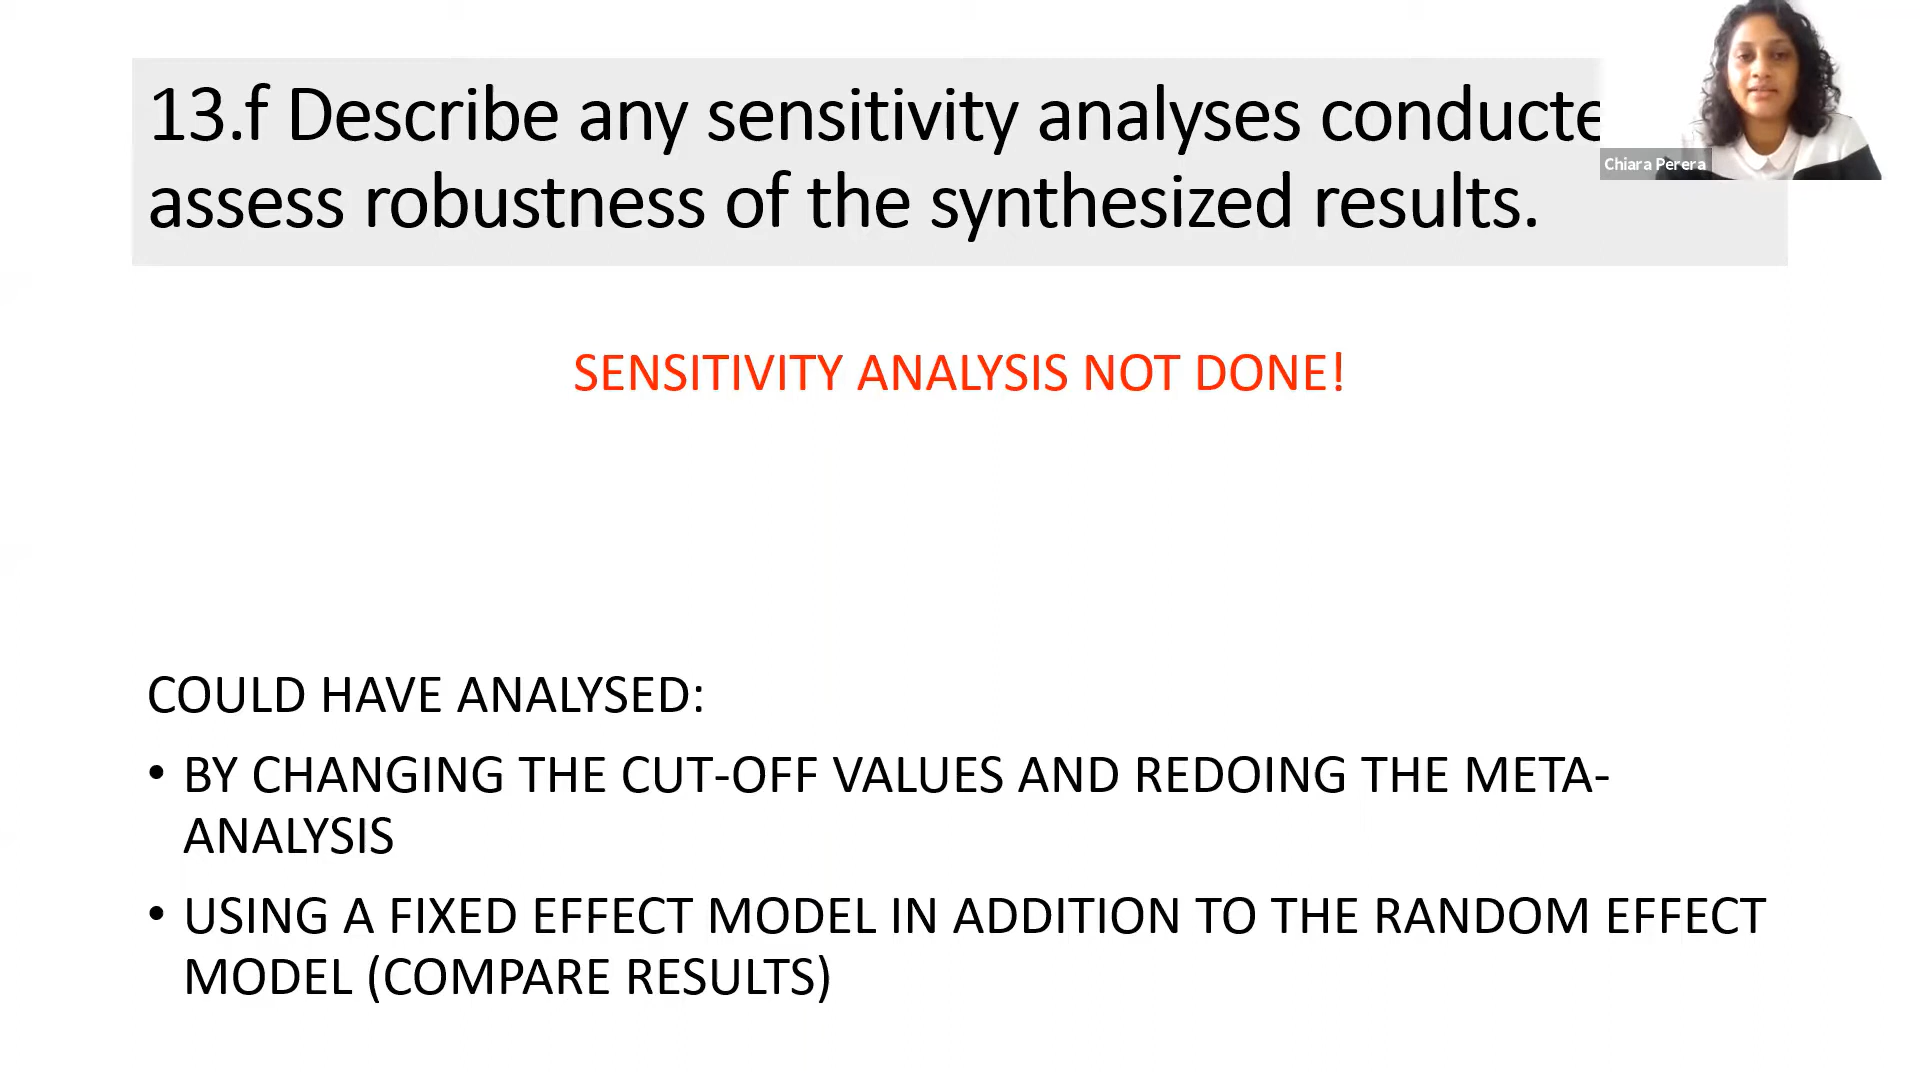 13.f Describe any sensitivity analyses conducte
assess robustness of the synthesized results.
Chiara Perera
SENSITIVITY ANALYSIS NOT DONE!
COULD HAVE ANALYSED:
• BY CHANGING THE CUT-OFF VALUES AND REDOING THE META-
ANALYSIS
• USING A FIXED EFFECT MODEL IN ADDITION TO THE RANDOM EFFECT
MODEL (COMPARE RESULTS)